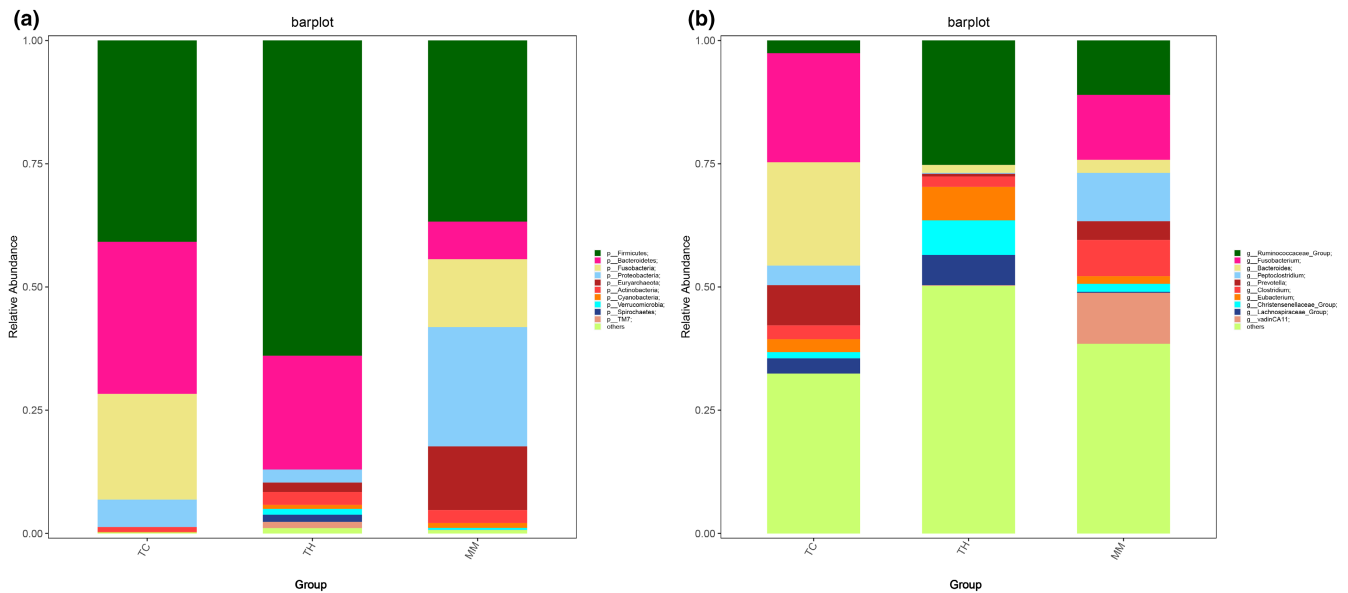 (a)
barplot
1.00
0.75
0.50
0.25
0.00
Relative Abundance
TC
TH
MM
Group
p__Firmicutes;
p__Bacteroidetes;
p__Fusobacteria;
p__Proteobacteria;
p__Euryarchaeota;
p__Actinobacteria;
p__Cyanobacteria;
p__Verrucomicrobia;
p__Spirochaetes;
p__TM7;
others
(b)
barplot
1.00
0.75
0.50
0.25
0.00
Relative Abundance
TC
TH
MM
Group
g__Ruminococcaceae_Group;
g__Fusobacterium;
g__Bacteroides;
g__Peptoclostridium;
g__Prevotella;
g__Clostridium;
g__Eubacterium;
g__Christensenellaceae_Group;
g__Lachnospiraceae_Group;
g__vadinCA11;
others